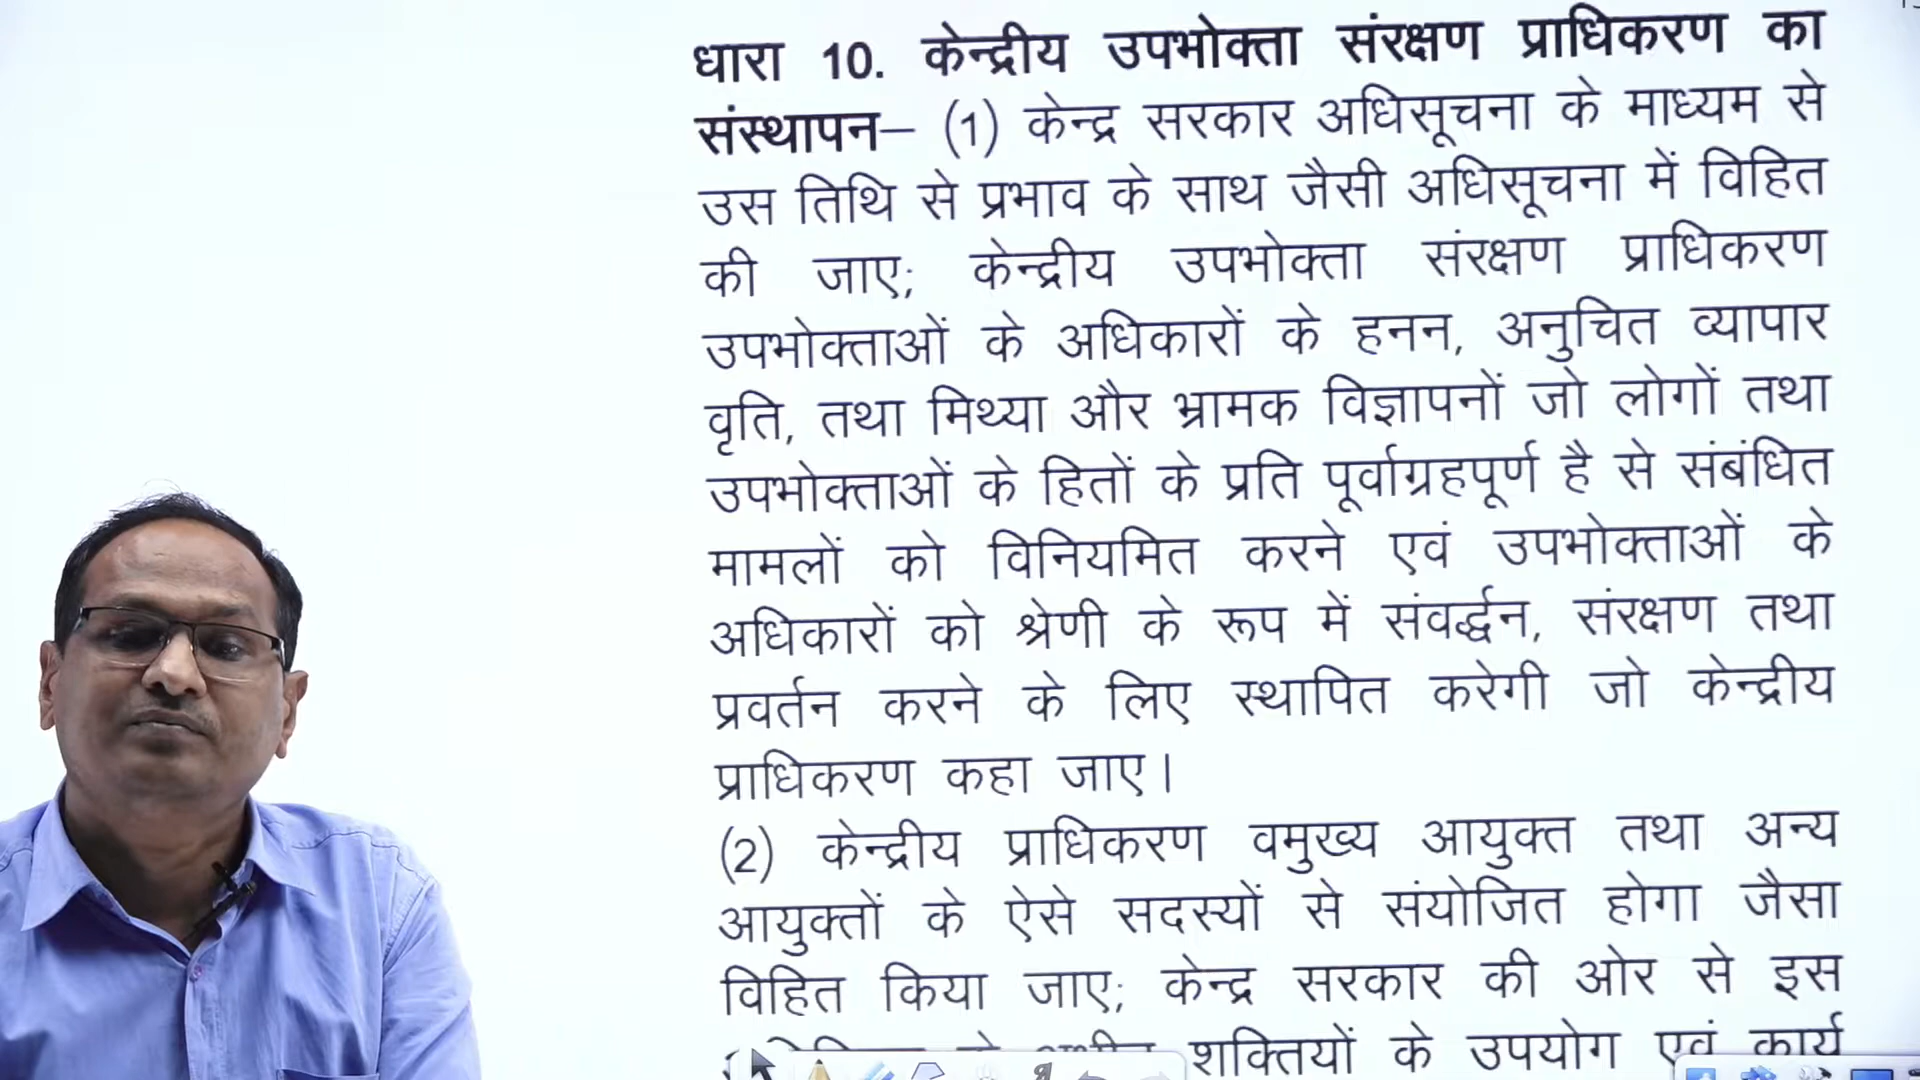 धारा 10. केन्द्रीय उपभोक्ता संरक्षण प्राधिकरण का
संस्थापन– (1) केन्द्र सरकार अधिसूचना के माध्यम से
उस तिथि से प्रभाव के साथ जैसी अधिसूचना में विहित
की जाए; केन्द्रीय उपभोक्ता संरक्षण प्राधिकरण
उपभोक्ताओं के अधिकारों के हनन, अनुचित व्यापार
वृति, तथा मिथ्या और भ्रामक विज्ञापनों जो लोगों तथा
उपभोक्ताओं के हितों के प्रति पूर्वाग्रहपूर्ण है से संबंधित
मामलों को विनियमित करने एवं उपभोक्ताओं के
अधिकारों को श्रेणी के रूप में संवर्द्धन, संरक्षण तथा
प्रवर्तन करने के लिए स्थापित करेगी जो केन्द्रीय
प्राधिकरण कहा जाए।
(2) केन्द्रीय प्राधिकरण वमुख्य आयुक्त तथा अन्य
आयुक्तों के ऐसे सदस्यों से संयोजित होगा जैसा
विहित किया जाए; केन्द्र सरकार की ओर से इस
शक्तियों के उपयोग एवं कार्य